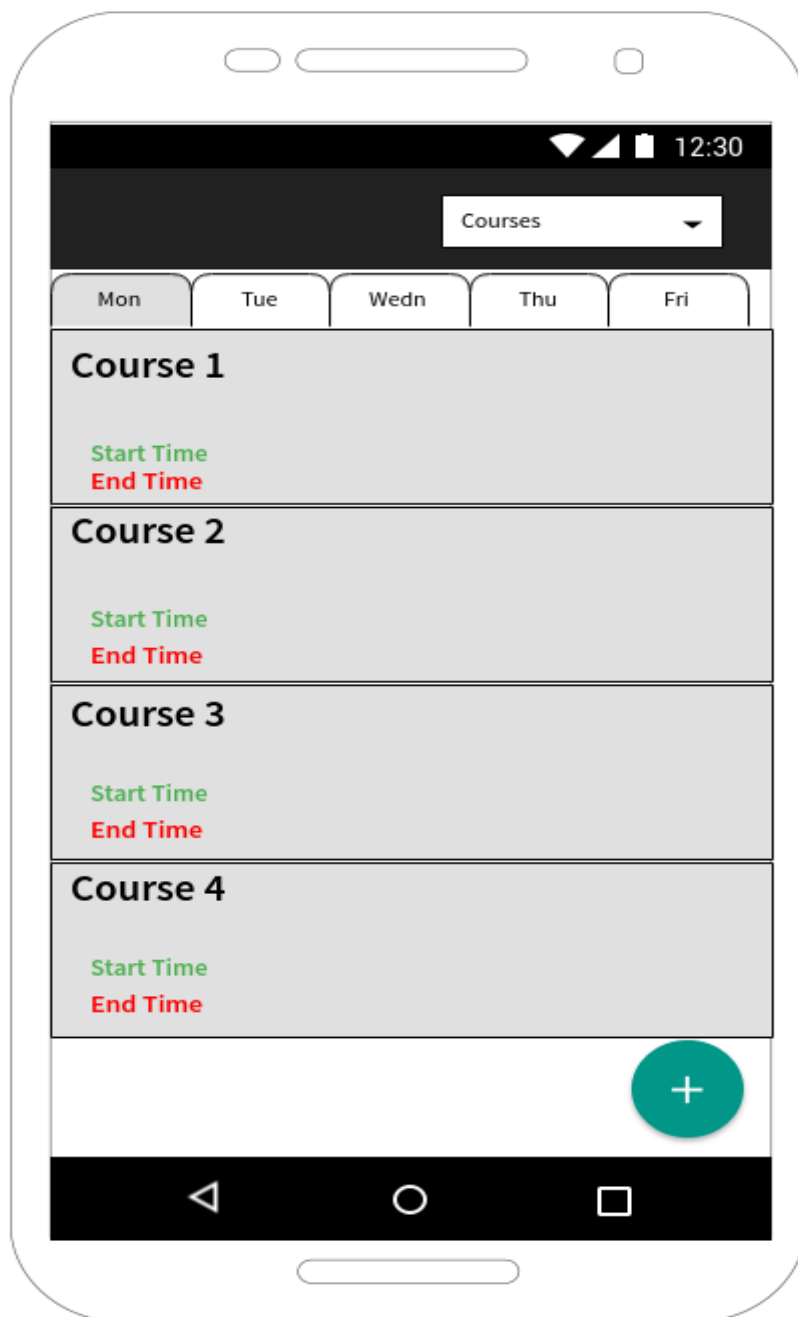 12:30
Courses
Mon Tue Wedn Thu Fri
Course 1
Start Time
End Time
Course 2
Start Time
End Time
Course 3
Start Time
End Time
Course 4
Start Time
End Time
+